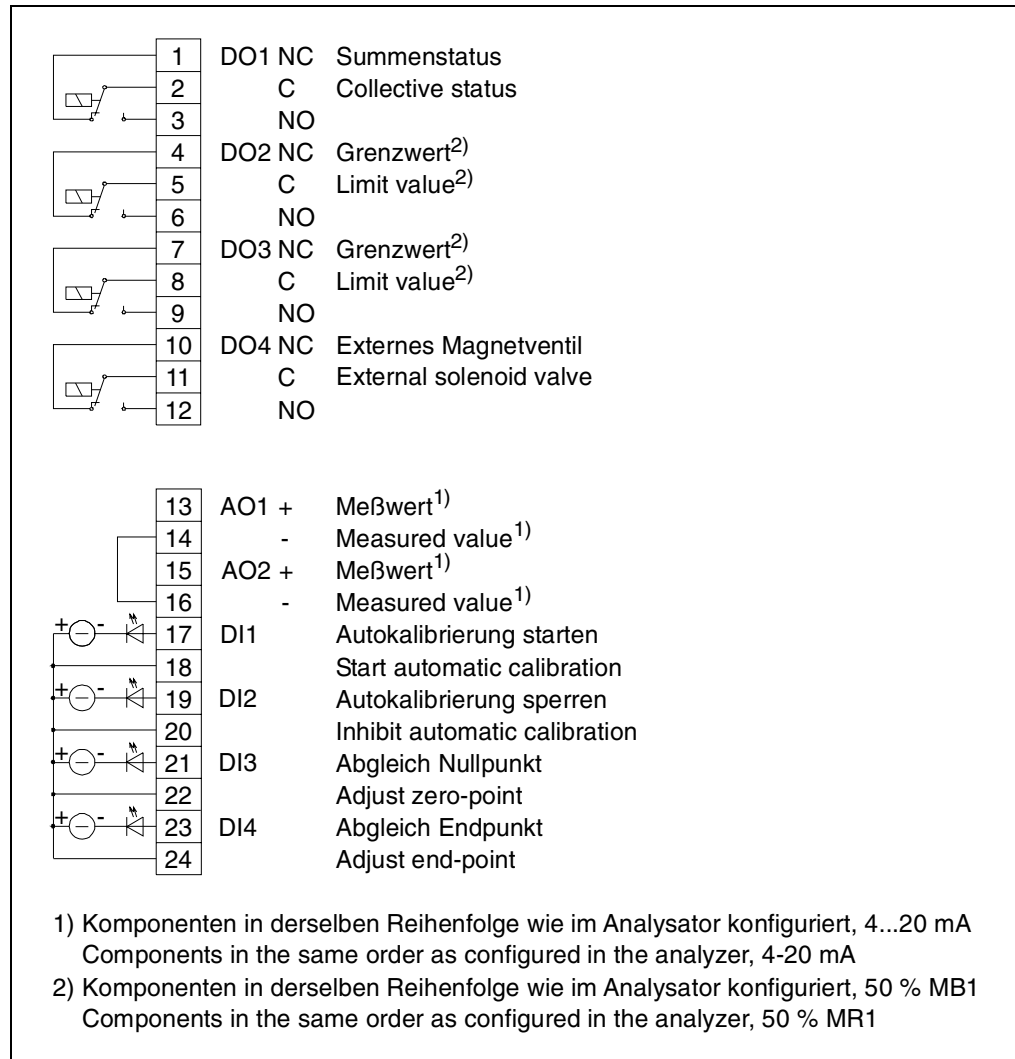 1 DO1 NC Summenstatus
2 C Collective status
3 NO
4 DO2 NC Grenzwert2)
5 C Limit value2)
6 NO
7 DO3 NC Grenzwert2)
8 C Limit value2)
9 NO
10 DO4 NC Externes Magnetventil
11 C External solenoid valve
12 NO
13 AO1 + Meßwert1)
14 - Measured value1)
15 AO2 + Meßwert1)
16 - Measured value1)
+ - 17 DI1 Autokalibrierung starten
18 Start automatic calibration
+ - 19 DI2 Autokalibrierung sperren
20 Inhibit automatic calibration
+ - 21 DI3 Abgleich Nullpunkt
22 Adjust zero-point
+ - 23 DI4 Abgleich Endpunkt
24 Adjust end-point
1) Komponenten in derselben Reihenfolge wie im Analysator konfiguriert, 4...20 mA
Components in the same order as configured in the analyzer, 4-20 mA
2) Komponenten in derselben Reihenfolge wie im Analysator konfiguriert, 50 % MB1
Components in the same order as configured in the analyzer, 50 % MR1